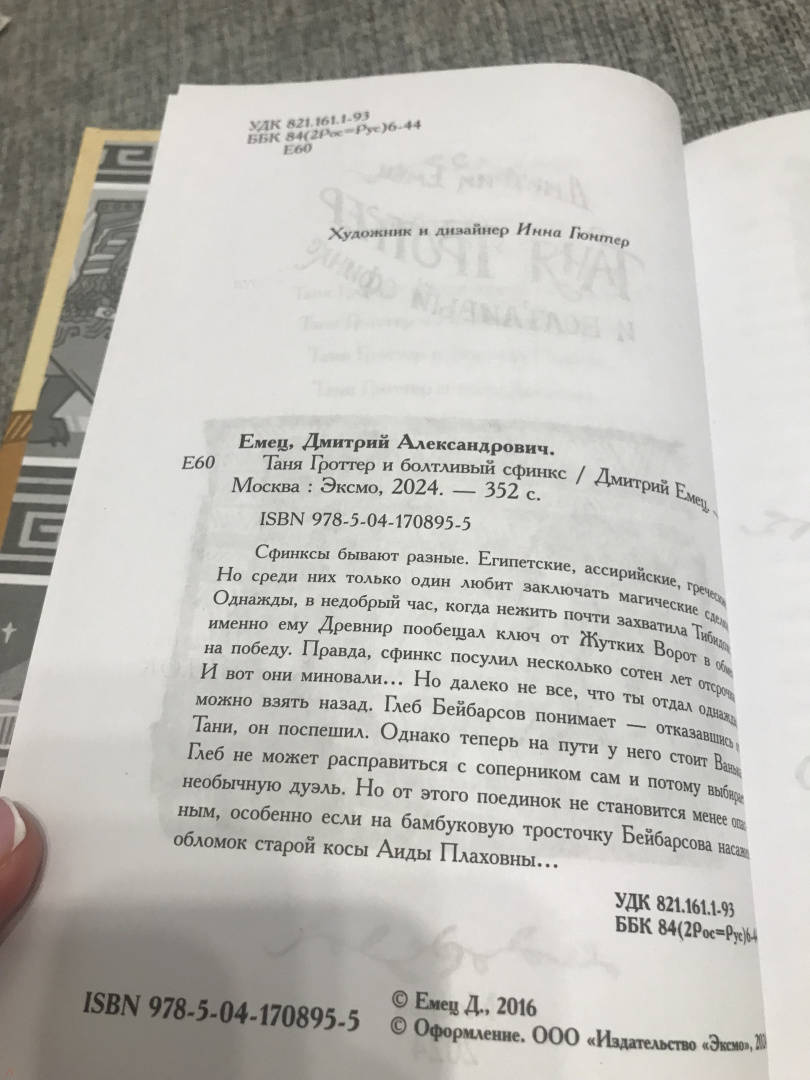 УДК 821.161.1-93
ББК 84(2Рос=Рус)6-44
Е60
Художник и дизайнер Инна Гюнтер
Емец, Дмитрий Александрович.
Е60 Таня Гроттер и болтливый сфинкс / Дмитрий Емец. —
Москва : Эксмо, 2024. — 352 с.
ISBN 978-5-04-170895-5
Сфинксы бывают разные. Египетские, ассирийские,
Но среди них только один любит заключать магические
Однажды, в недобрый час, когда нежить почти захватила
именно ему Древнир пообещал ключ от Жутких Ворот в
на победу. Правда, сфинкс посулил несколько сотен лет
И вот они миновали... Но далеко не все, что ты отдал однажды
можно взять назад. Глеб Бейбарсов понимает — отказавшись
Тани, он поспешил. Однако теперь на пути у него стоит
Глеб не может расправиться с соперником сам и потому
необычную дуэль. Но от этого поединок не становится менее
ным, особенно если на бамбуковую тросточку Бейбарсова
обломок старой косы Аиды Плаховны...
УДК 821.161.1-93
ББК 84(2Рос=Рус)6-4
ISBN 978-5-04-170895-5
© Емец Д., 2016
© Оформление. ООО «Издательство «Эксмо»,